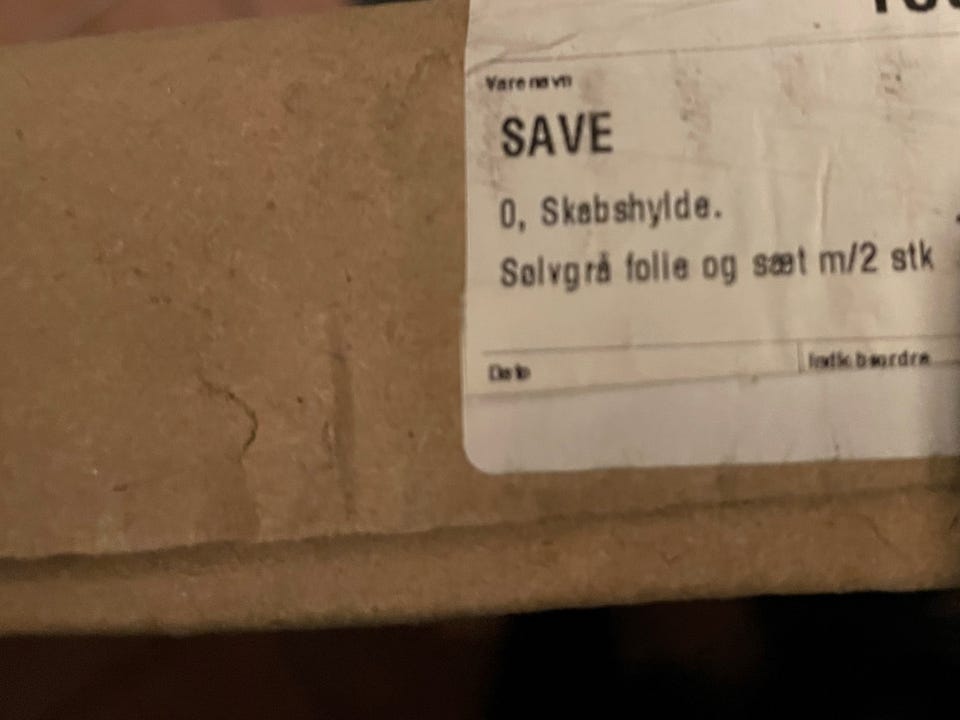 Varenavn
SAVE
0, Skabshylde.
Sølvgrå folie og sæt m/2 stk
Dato
Indk.beordre